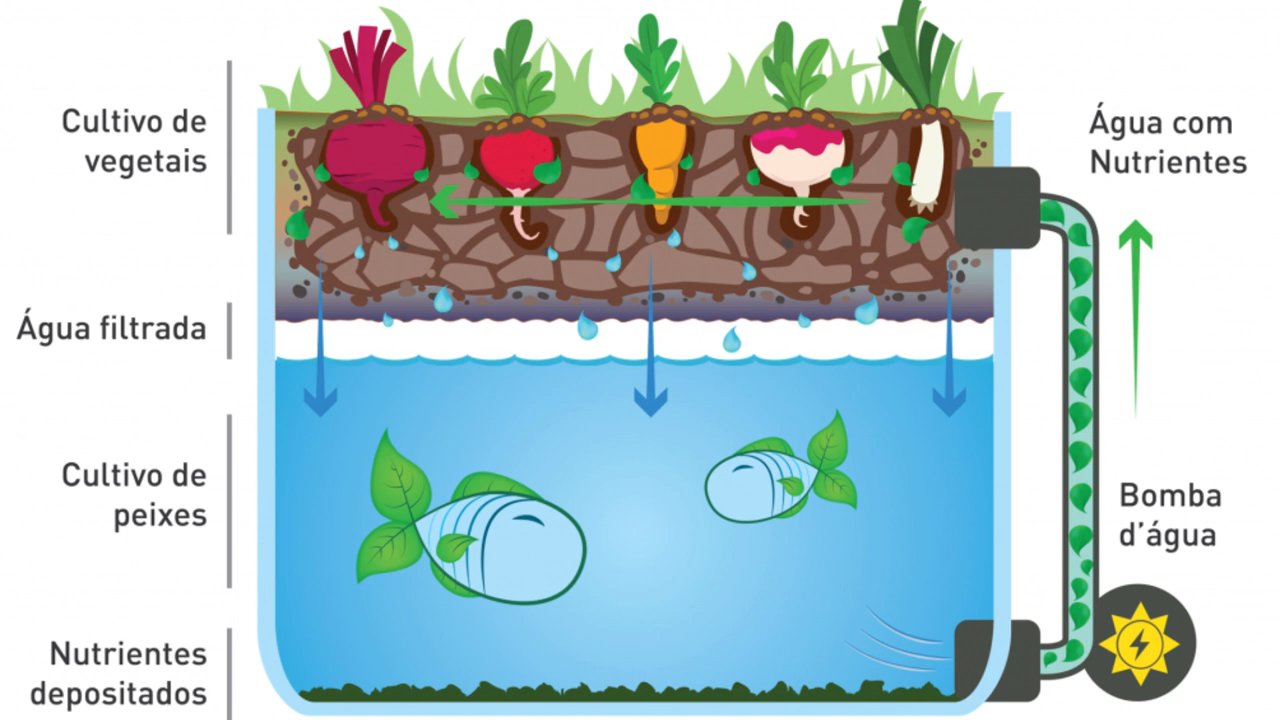 Cultivo de
vegetais
Água filtrada
Cultivo de
peixes
Nutrientes
depositados
Água com
Nutrientes
Bomba
d’água